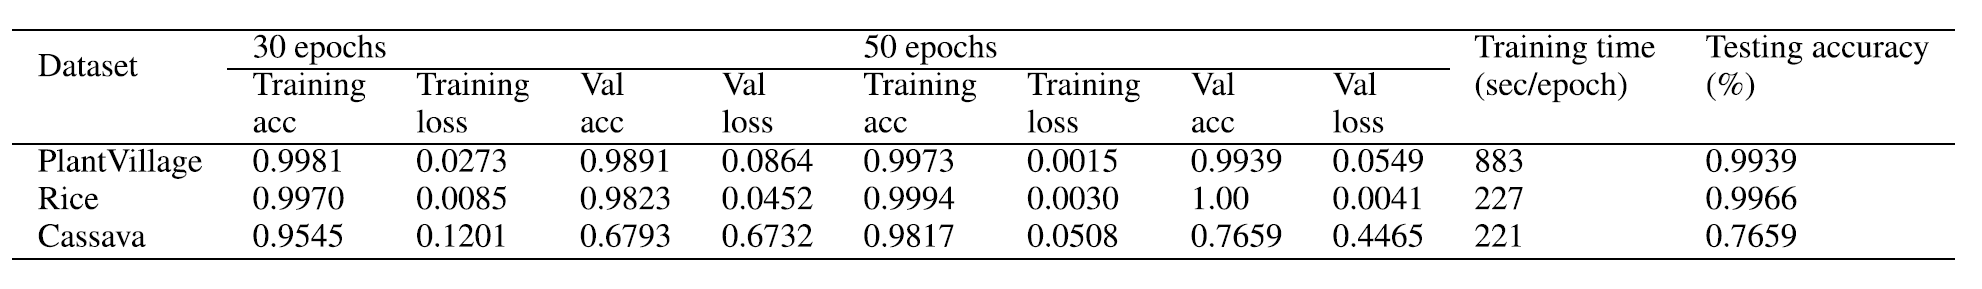 Dataset 30 epochs 50 epochs Training time Testing accuracy
Training Training Val Val Training Training Val Val (sec/epoch) (%)
acc loss acc loss acc loss acc loss
PlantVillage 0.9981 0.0273 0.9891 0.0864 0.9973 0.0015 0.9939 0.0549 883 0.9939
Rice 0.9970 0.0085 0.9823 0.0452 0.9994 0.0030 1.00 0.0041 227 0.9966
Cassava 0.9545 0.1201 0.6793 0.6732 0.9817 0.0508 0.7659 0.4465 221 0.7659